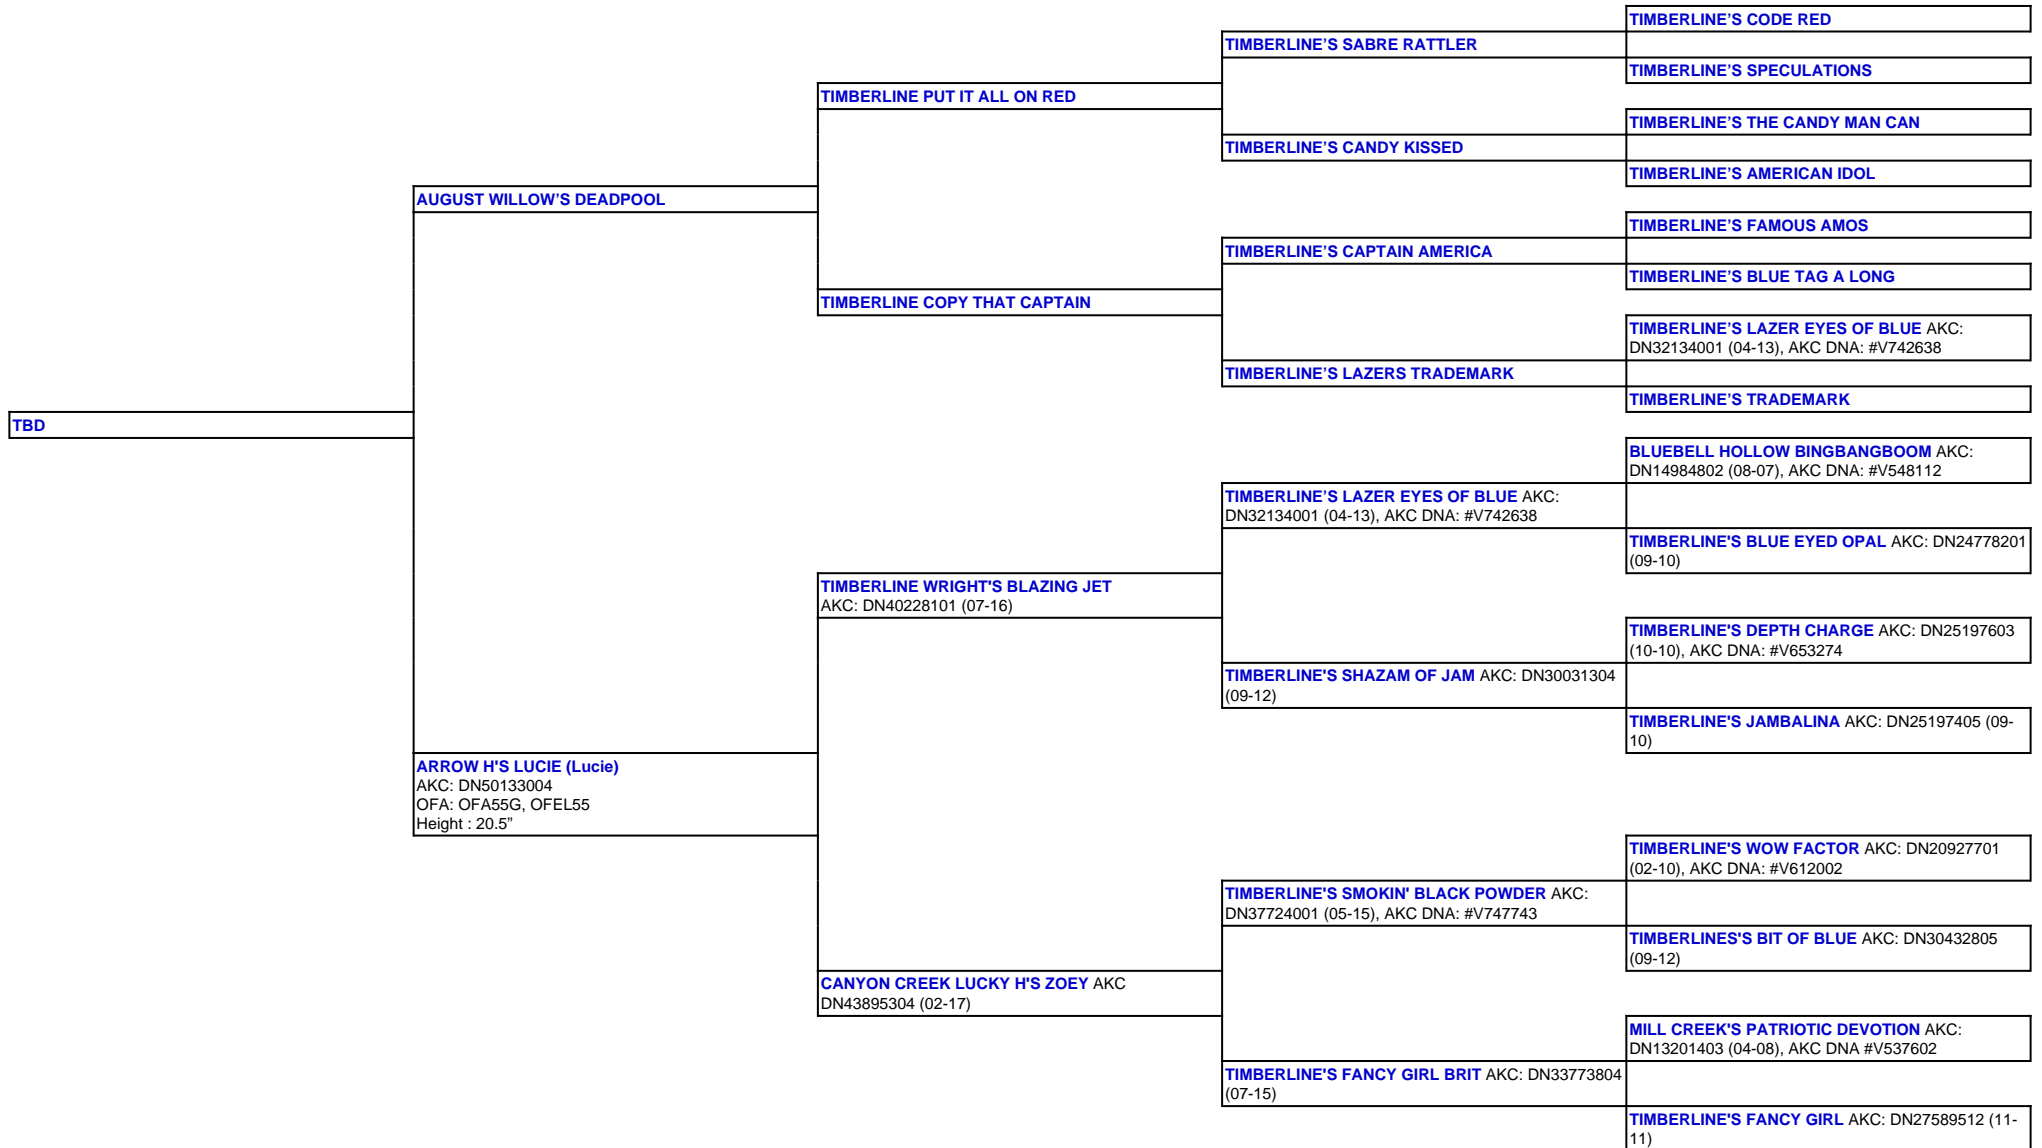 TIMBERLINE’S CODE RED
TIMBERLINE’S SABRE RATTLER
TIMBERLINE’S SPECULATIONS
TIMBERLINE PUT IT ALL ON RED
TIMBERLINE’S THE CANDY MAN CAN
TIMBERLINE’S CANDY KISSED
TIMBERLINE’S AMERICAN IDOL
AUGUST WILLOW’S DEADPOOL
TIMBERLINE’S FAMOUS AMOS
TIMBERLINE’S CAPTAIN AMERICA
TIMBERLINE’S BLUE TAG A LONG
TIMBERLINE COPY THAT CAPTAIN
TIMBERLINE’S LAZER EYES OF BLUE AKC:
DN32134001 (04-13), AKC DNA: #V742638
TIMBERLINE’S LAZERS TRADEMARK
TIMBERLINE’S TRADEMARK
TBD
BLUEBELL HOLLOW BINGBANGBOOM AKC:
DN14984802 (08-07), AKC DNA: #V548112
TIMBERLINE’S LAZER EYES OF BLUE AKC:
DN32134001 (04-13), AKC DNA: #V742638
TIMBERLINE'S BLUE EYED OPAL AKC: DN24778201
(09-10)
TIMBERLINE WRIGHT'S BLAZING JET
AKC: DN40228101 (07-16)
TIMBERLINE'S DEPTH CHARGE AKC: DN25197603
(10-10), AKC DNA: #V653274
TIMBERLINE'S SHAZAM OF JAM AKC: DN30031304
(09-12)
TIMBERLINE'S JAMBALINA AKC: DN25197405 (09-
10)
ARROW H'S LUCIE (Lucie)
AKC: DN50133004
OFA: OFA55G, OFEL55
Height : 20.5”
TIMBERLINE'S WOW FACTOR AKC: DN20927701
(02-10), AKC DNA: #V612002
TIMBERLINE'S SMOKIN' BLACK POWDER AKC:
DN37724001 (05-15), AKC DNA: #V747743
TIMBERLINES'S BIT OF BLUE AKC: DN30432805
(09-12)
CANYON CREEK LUCKY H'S ZOEY AKC
DN43895304 (02-17)
MILL CREEK'S PATRIOTIC DEVOTION AKC:
DN13201403 (04-08), AKC DNA #V537602
TIMBERLINE'S FANCY GIRL BRIT AKC: DN33773804
(07-15)
TIMBERLINE'S FANCY GIRL AKC: DN27589512 (11-
11)